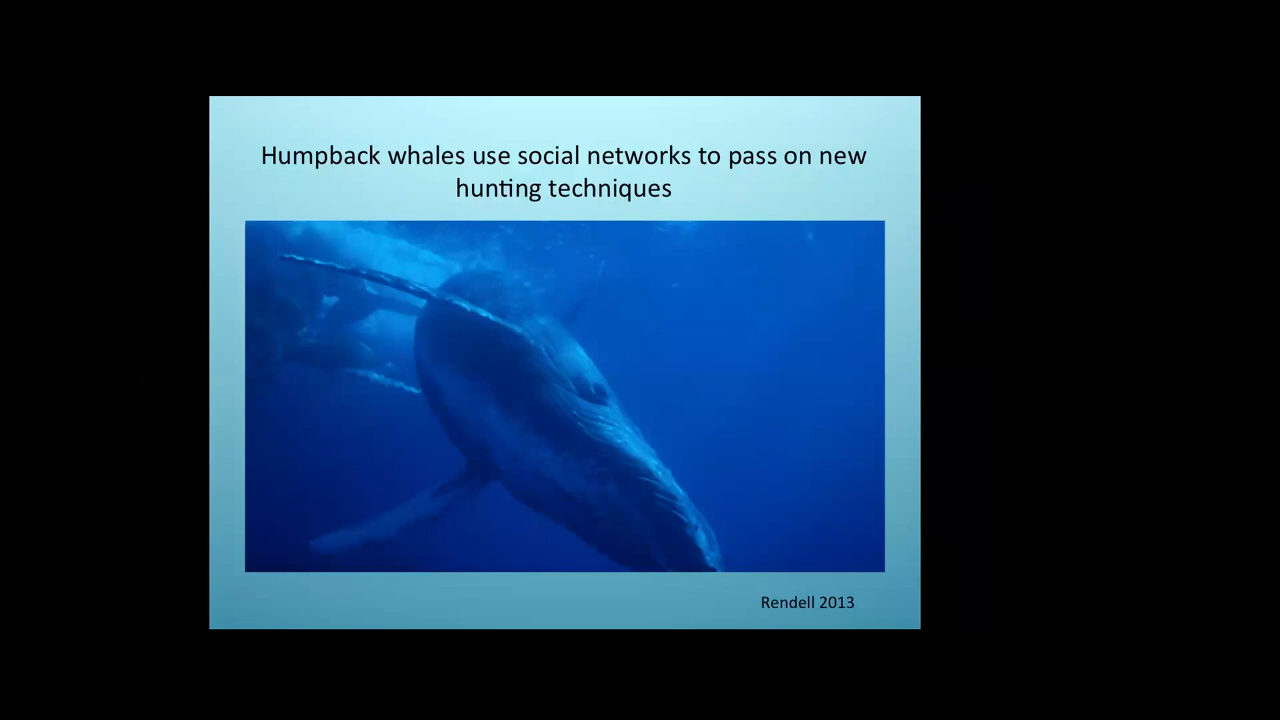 Humpback whales use social networks to pass on new
hunting techniques
Rendell 2013